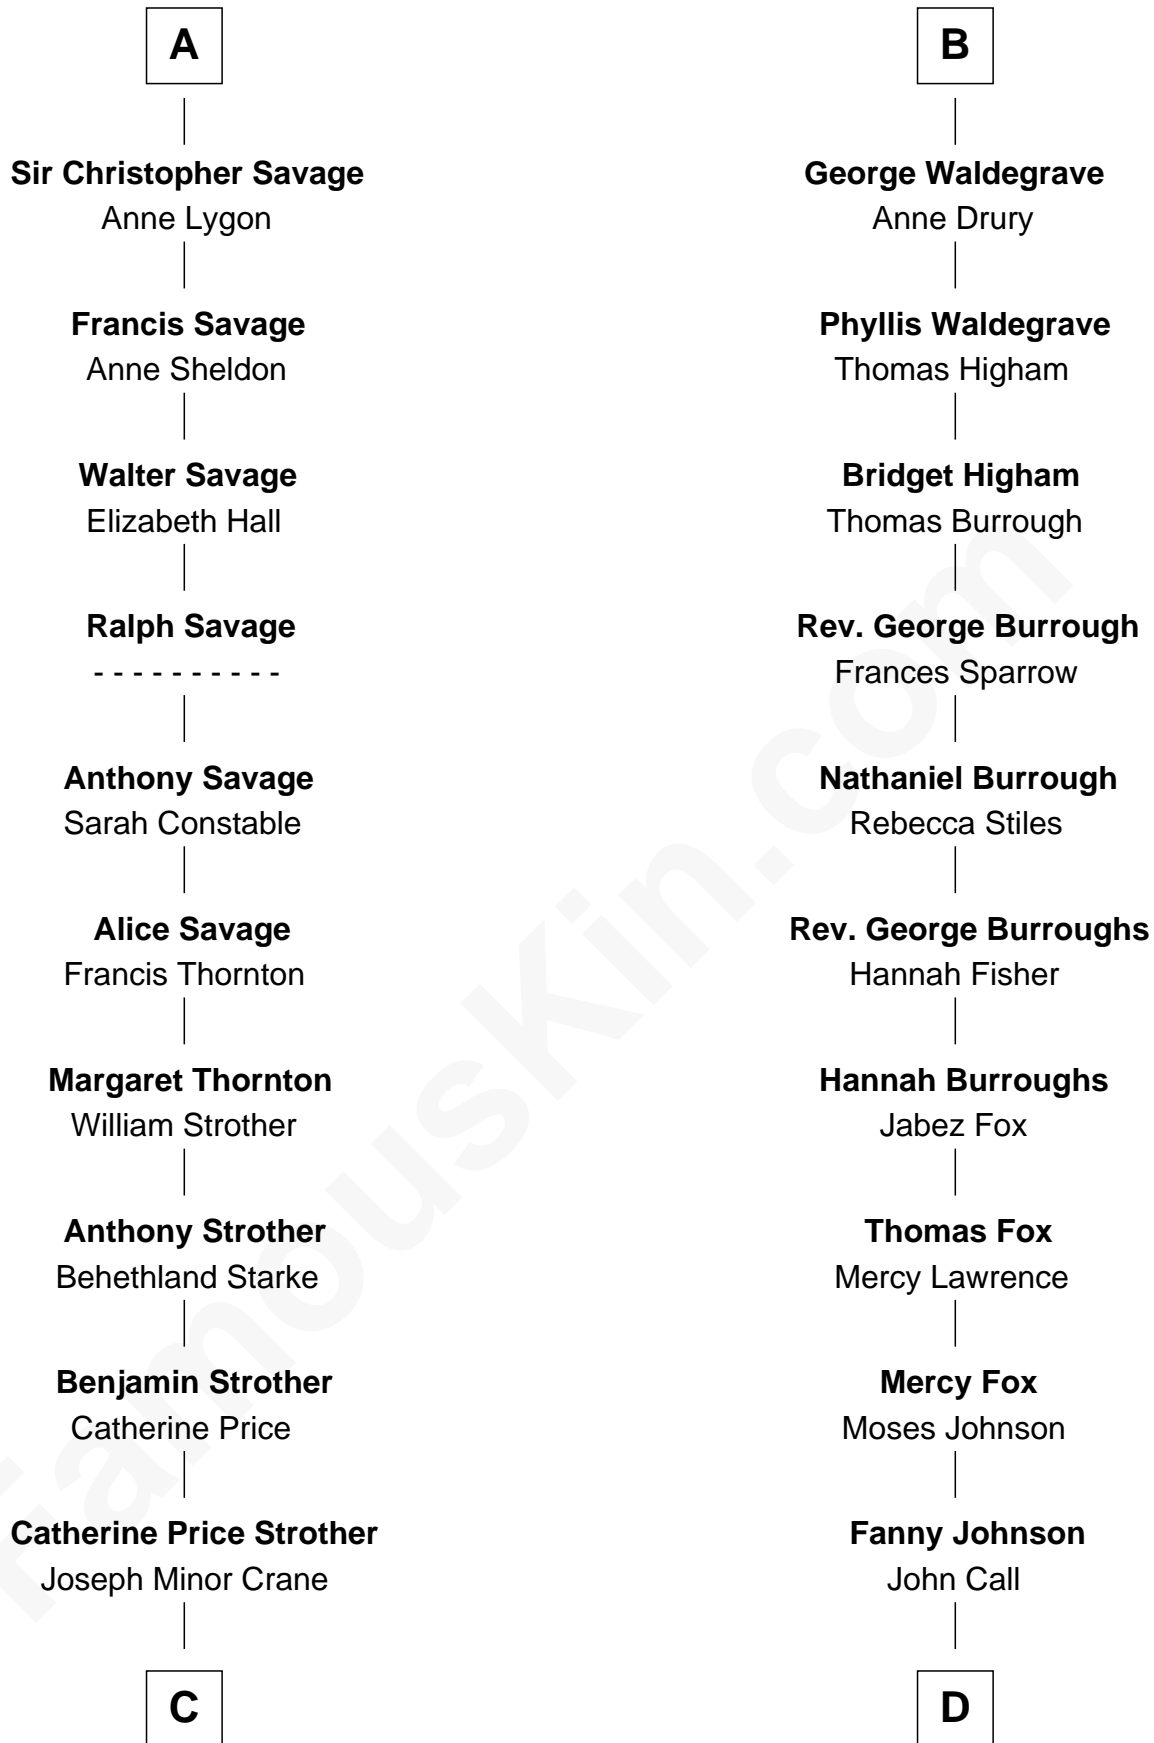 A
Sir Christopher Savage
Anne Lygon
Francis Savage
Anne Sheldon
Walter Savage
Elizabeth Hall
Ralph Savage
- - - - - - - - - -
Anthony Savage
Sarah Constable
Alice Savage
Francis Thornton
Margaret Thornton
William Strother
Anthony Strother
Behethland Starke
Benjamin Strother
Catherine Price
Catherine Price Strother
Joseph Minor Crane
C
B
George Waldegrave
Anne Drury
Phyllis Waldegrave
Thomas Higham
Bridget Higham
Thomas Burrough
Rev. George Burrough
Frances Sparrow
Nathaniel Burrough
Rebecca Stiles
Rev. George Burroughs
Hannah Fisher
Hannah Burroughs
Jabez Fox
Thomas Fox
Mercy Lawrence
Mercy Fox
Moses Johnson
Fanny Johnson
John Call
D
FamousKin.com